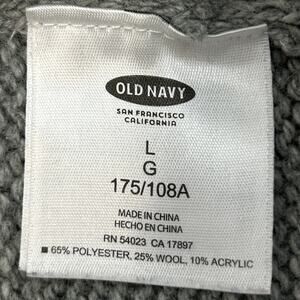 OLD NAVY
SAN FRANCISCO
CALIFORNIA
L
G
175/108A
MADE IN CHINA
HECHO EN CHINA
RN 54023 CA 17897
■ 65% POLYESTER, 25% WOOL, 10% ACRYLIC